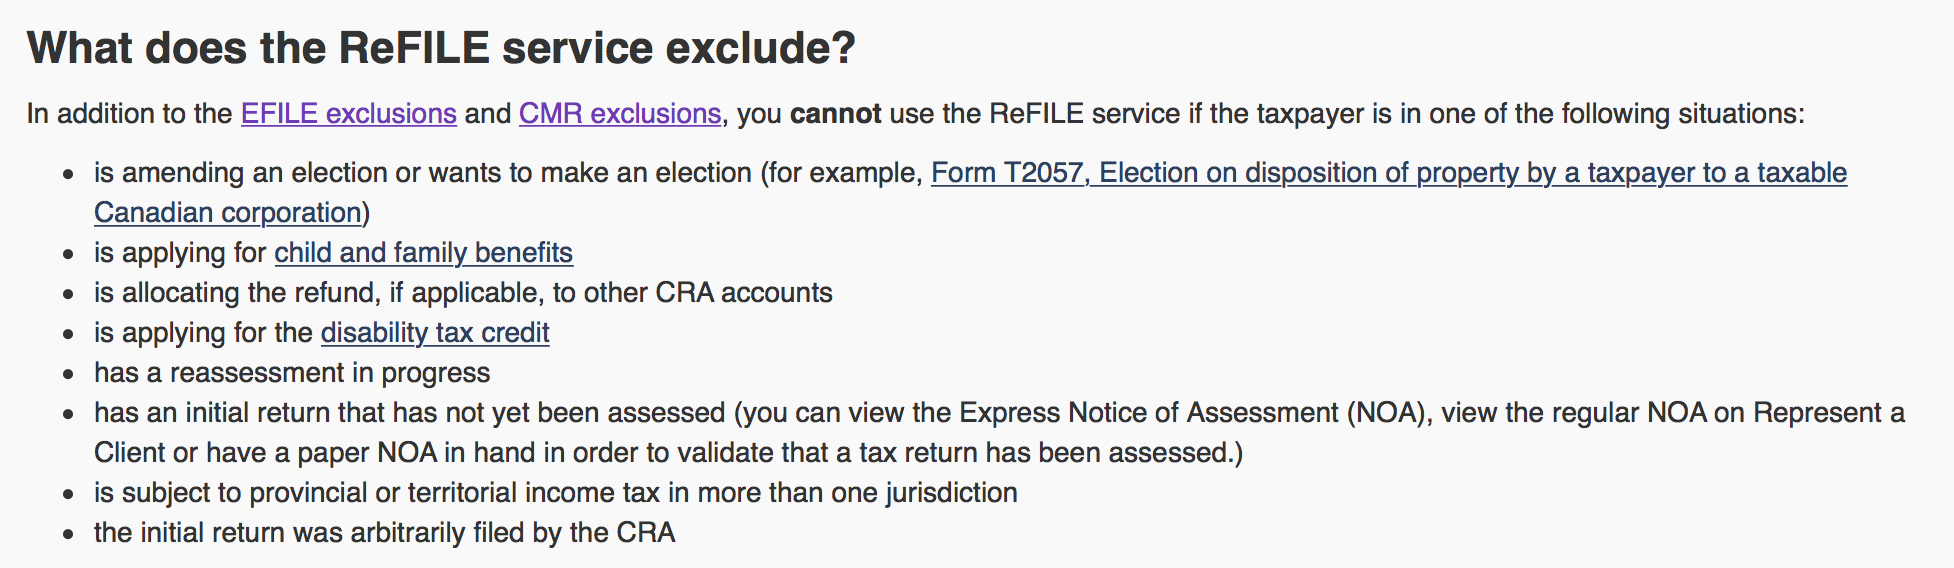 What does the ReFILE service exclude?
In addition to the EFILE exclusions and CMR exclusions, you cannot use the ReFILE service if the taxpayer is in one of the following situations:
• is amending an election or wants to make an election (for example, Form T2057, Election on disposition of property by a taxpayer to a taxable
Canadian corporation)
• is applying for child and family benefits
• is allocating the refund, if applicable, to other CRA accounts
• is applying for the disability tax credit
• has a reassessment in progress
• has an initial return that has not yet been assessed (you can view the Express Notice of Assessment (NOA), view the regular NOA on Represent a
Client or have a paper NOA in hand in order to validate that a tax return has been assessed.)
• is subject to provincial or territorial income tax in more than one jurisdiction
• the initial return was arbitrarily filed by the CRA